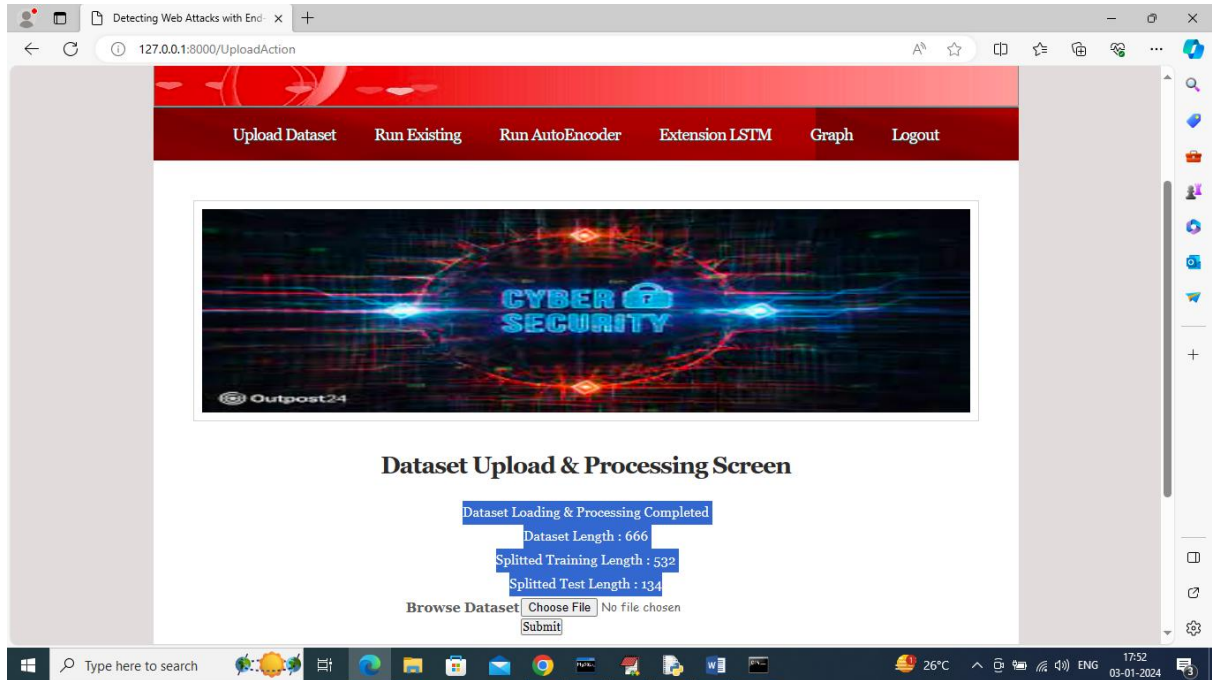 Detecting Web Attacks with End-
127.0.0.1:8000/UploadAction
Upload Dataset Run Existing Run AutoEncoder Extension LSTM Graph Logout
CYBER
SECURITY
Outpost24
Dataset Upload & Processing Screen
Dataset Loading & Processing Completed
Dataset Length : 666
Splitted Training Length : 532
Splitted Test Length : 134
Browse Dataset Choose File No file chosen
Submit
Type here to search
26°C
ENG
17:52
03-01-2024